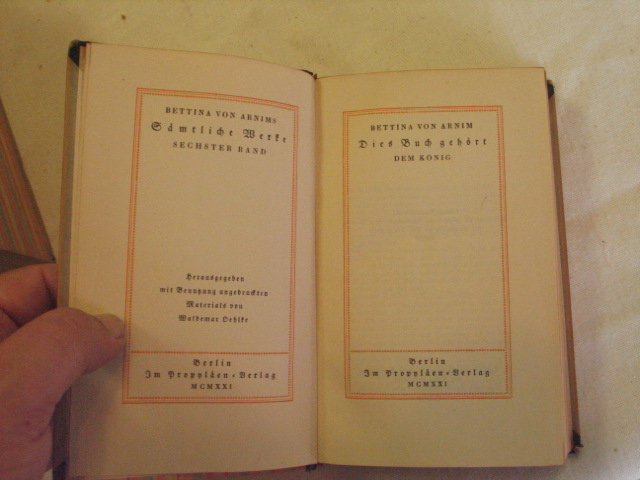 BETTINA VON ARNIMS
Sämtliche Werke
SECHSTER BAND
Herausgegeben
mit Benutzung ungedruckten
Materials von
Waldemar Oehlke
Berlin
Im Propyläen-Verlag
MCMXXI
BETTINA VON ARNIM
Dies Buch gehört
DEM KÖNIG
Berlin
Im Propyläen-Verlag
MCMXXI